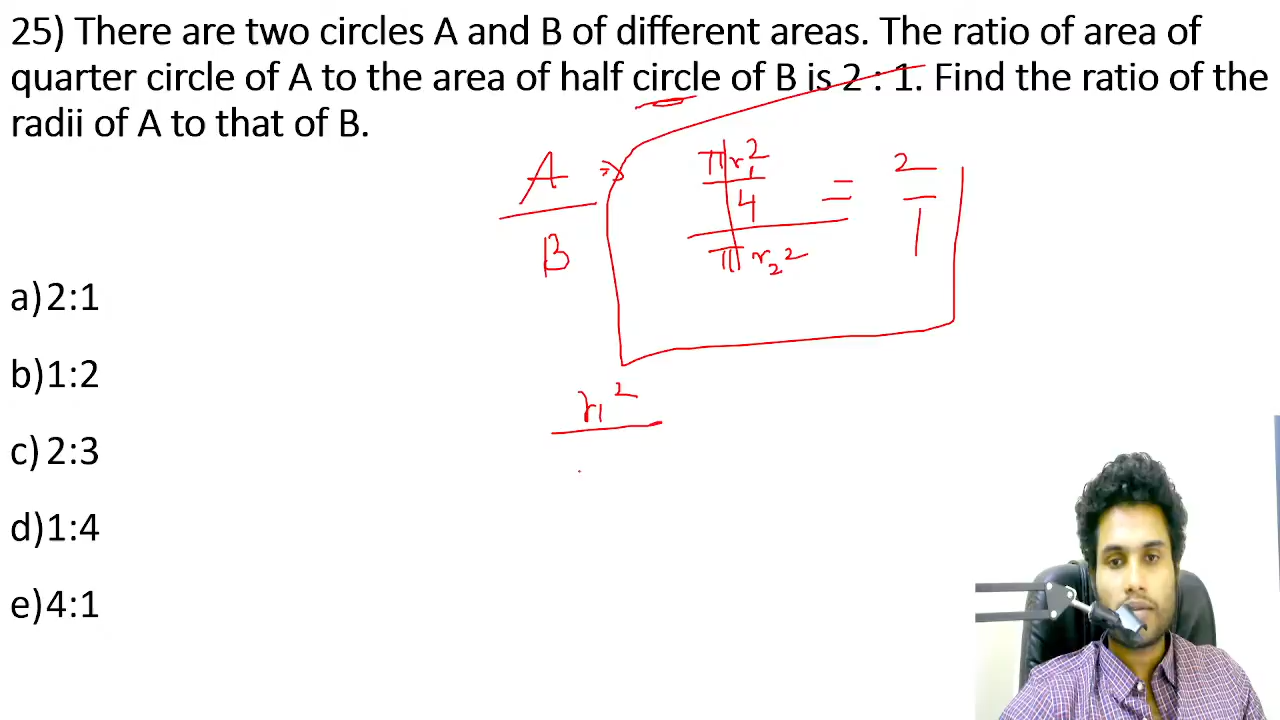 25) There are two circles A and B of different areas. The ratio of area of
quarter circle of A to the area of half circle of B is 2 : 1. Find the ratio of the
radii of A to that of B.
A
B
⇒
πr₁²
4
πr₂²
=
2
1
a)2:1
r₁²
b)1:2
c) 2:3
d)1:4
e)4:1